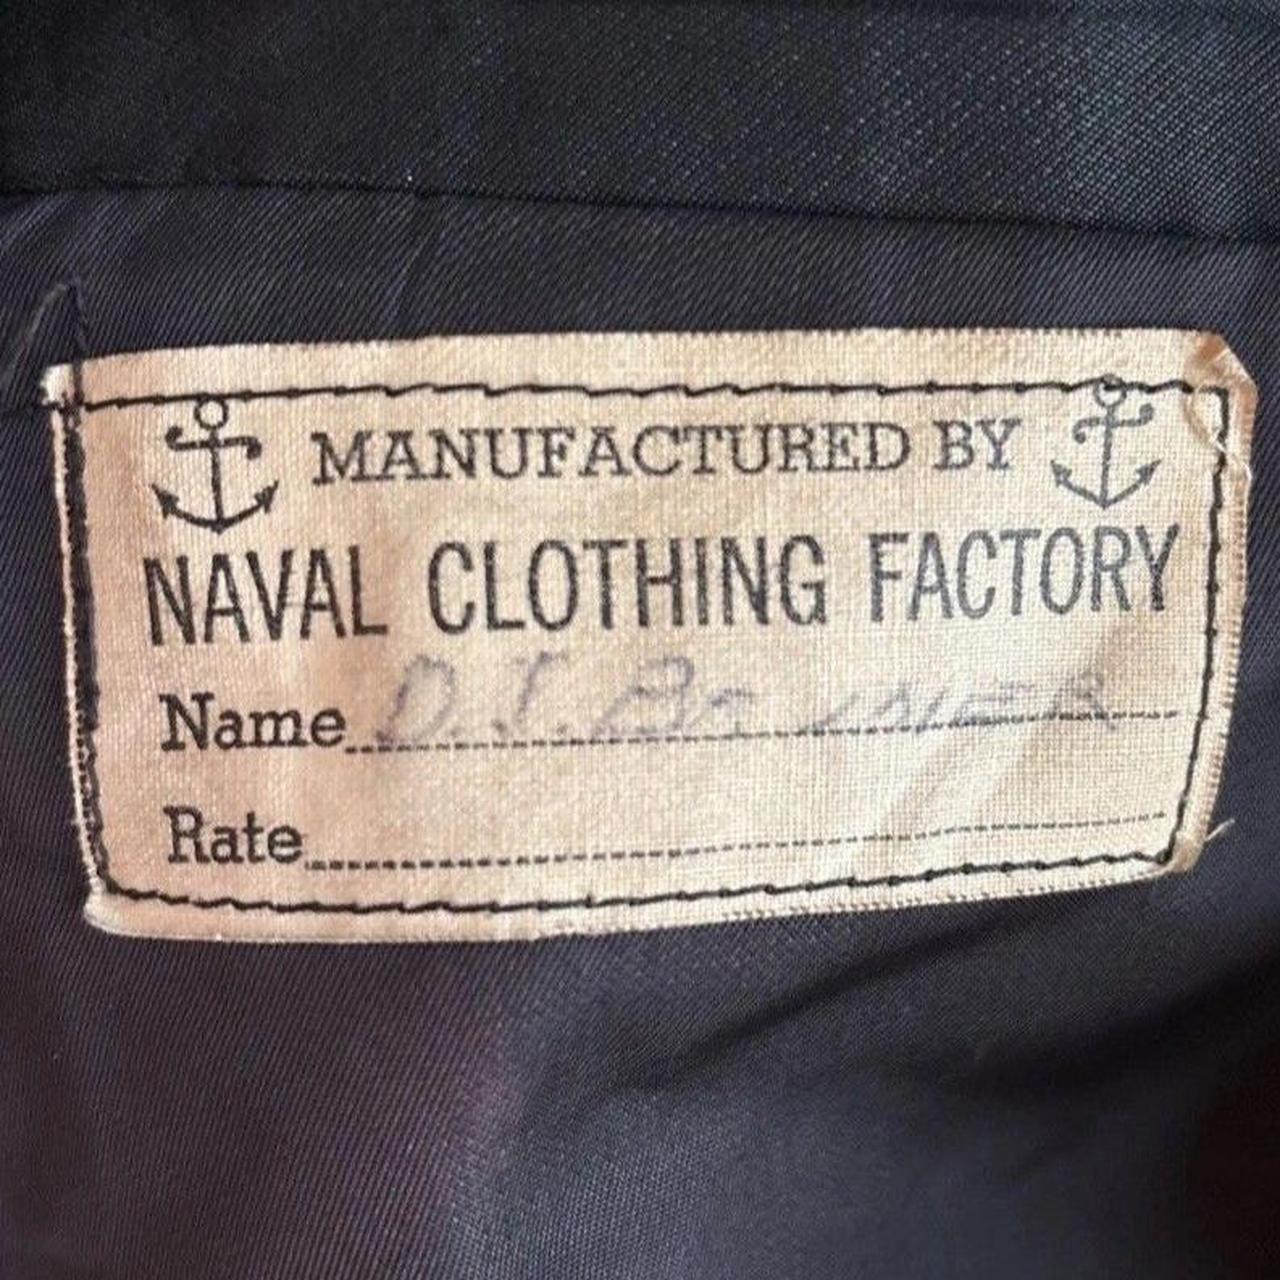 MANUFACTURED BY
NAVAL CLOTHING FACTORY
Name D.J.
Rate